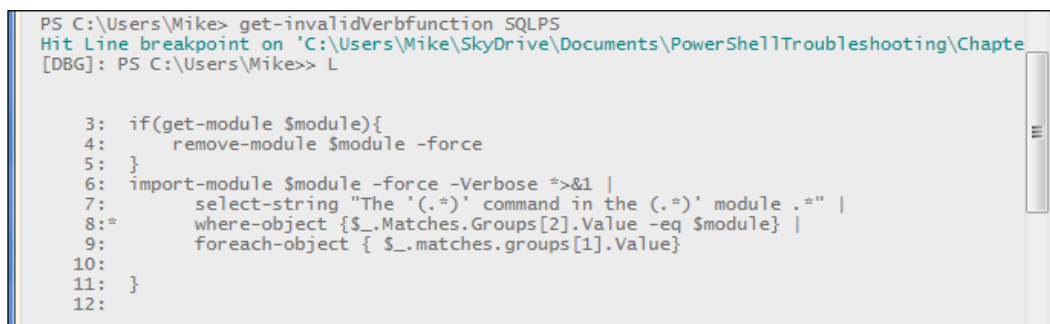 PS C:\Users\Mike> get-invalidVerbfunction SQLPS
Hit Line breakpoint on 'C:\Users\Mike\SkyDrive\Documents\PowerShellTroubleshooting\Chapte
[DBG]: PS C:\Users\Mike>> L
3: if(get-module $module){
4: remove-module $module -force
5: }
6: import-module $module -force -Verbose *>&1 |
7: select-string "The '(.*)' command in the (.*)' module .*" |
8:* where-object {$_.Matches.Groups[2].Value -eq $module} |
9: foreach-object { $_.matches.groups[1].Value}
10:
11: }
12: